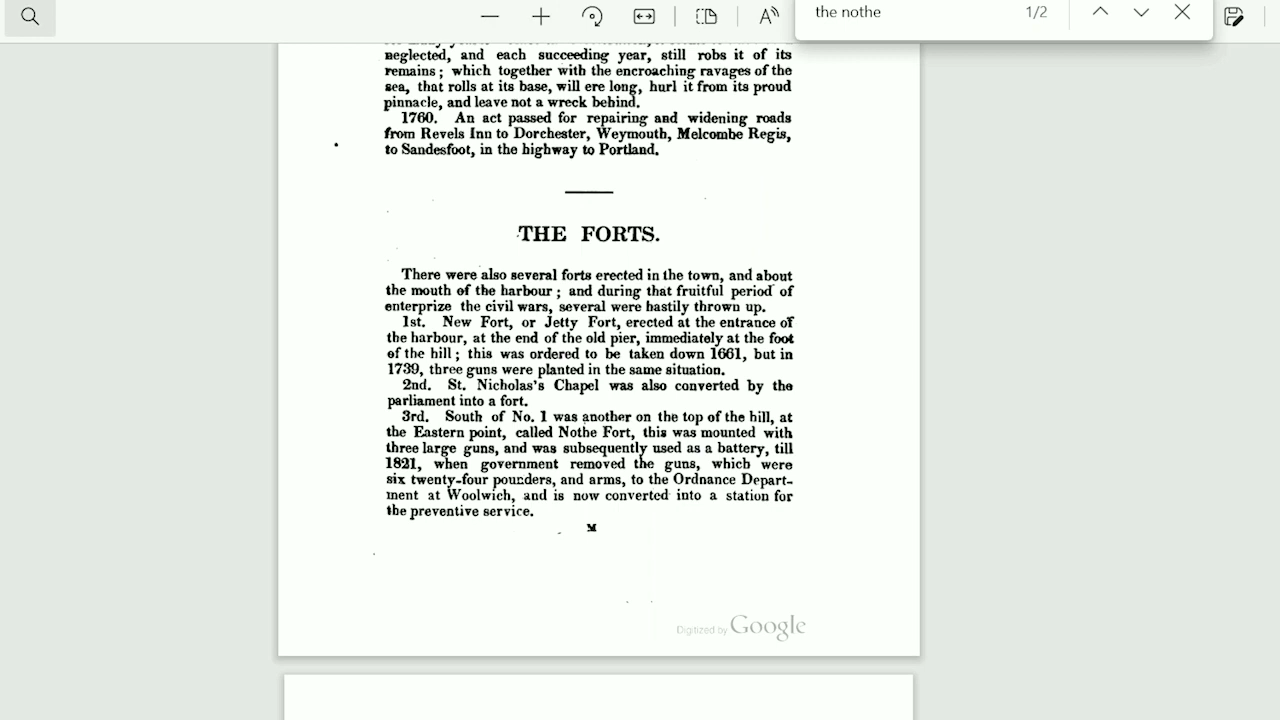 the nothe
1/2
neglected, and each succeeding year, still robs it of its
remains; which together with the encroaching ravages of the
sea, that rolls at its base, will ere long, hurl it from its proud
pinnacle, and leave not a wreck behind.
1760. An act passed for repairing and widening roads
from Revels Inn to Dorchester, Weymouth, Melcombe Regis,
to Sandesfoot, in the highway to Portland.
THE FORTS.
There were also several forts erected in the town, and about
the mouth of the harbour; and during that fruitful period of
enterprize the civil wars, several were hastily thrown up.
1st. New Fort, or Jetty Fort, erected at the entrance of
the harbour, at the end of the old pier, immediately at the foot
of the hill; this was ordered to be taken down 1661, but in
1739, three guns were planted in the same situation.
2nd. St. Nicholas's Chapel was also converted by the
parliament into a fort.
3rd. South of No. 1 was another on the top of the hill, at
the Eastern point, called Nothe Fort, this was mounted with
three large guns, and was subsequently used as a battery, till
1821, when government removed the guns, which were
six twenty-four pounders, and arms, to the Ordnance Depart-
ment at Woolwich, and is now converted into a station for
the preventive service.
M
Digitized by Google